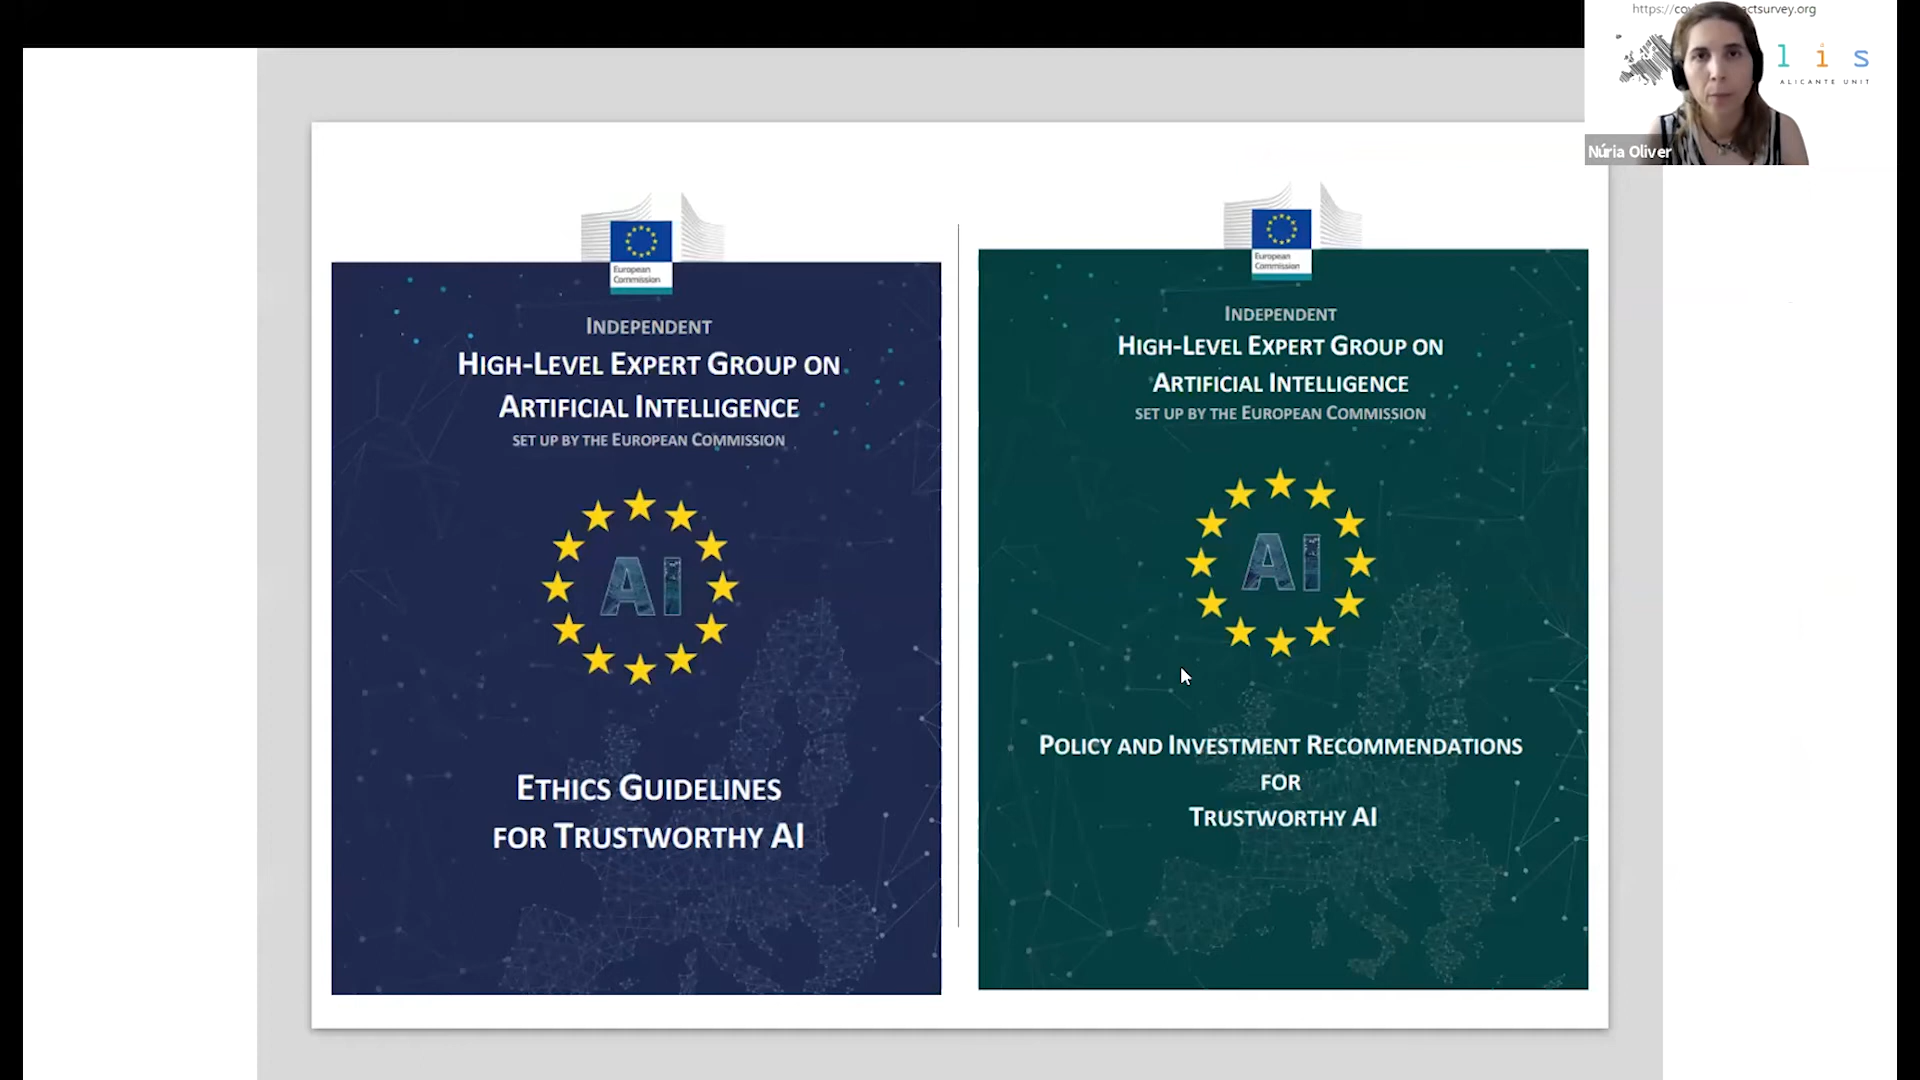 https://co
actsurvey.org
l i s
ALICANTE UNIT
Núria Oliver
European
Commission
INDEPENDENT
HIGH-LEVEL EXPERT GROUP ON
ARTIFICIAL INTELLIGENCE
SET UP BY THE EUROPEAN COMMISSION
AI
ETHICS GUIDELINES
FOR TRUSTWORTHY AI
European
Commission
INDEPENDENT
HIGH-LEVEL EXPERT GROUP ON
ARTIFICIAL INTELLIGENCE
SET UP BY THE EUROPEAN COMMISSION
AI
POLICY AND INVESTMENT RECOMMENDATIONS
FOR
TRUSTWORTHY AI